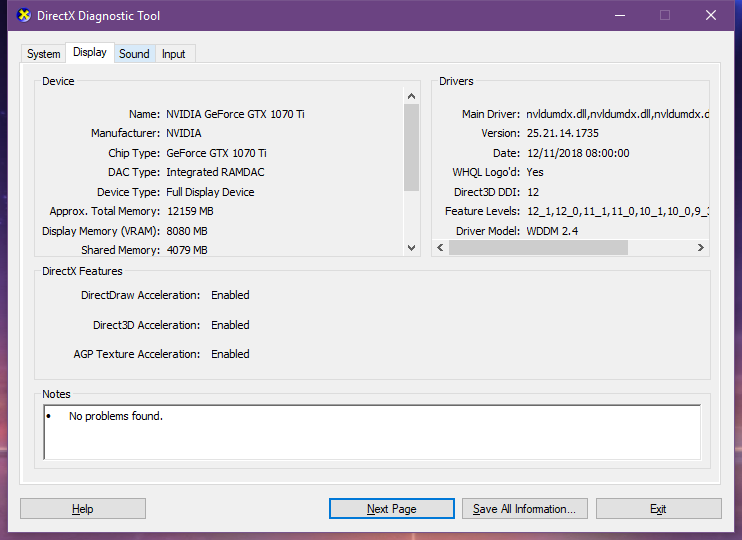 DirectX Diagnostic Tool
System Display Sound Input
Device
Name: NVIDIA GeForce GTX 1070 Ti
Manufacturer: NVIDIA
Chip Type: GeForce GTX 1070 Ti
DAC Type: Integrated RAMDAC
Device Type: Full Display Device
Approx. Total Memory: 12159 MB
Display Memory (VRAM): 8080 MB
Shared Memory: 4079 MB
Drivers
Main Driver: nvldumdx.dll,nvldumdx.dll,nvldumdx.d
Version: 25.21.14.1735
Date: 12/11/2018 08:00:00
WHQL Logo'd: Yes
Direct3D DDI: 12
Feature Levels: 12_1,12_0,11_1,11_0,10_1,10_0,9_3
Driver Model: WDDM 2.4
DirectX Features
DirectDraw Acceleration: Enabled
Direct3D Acceleration: Enabled
AGP Texture Acceleration: Enabled
Notes
• No problems found.
Help Next Page Save All Information... Exit